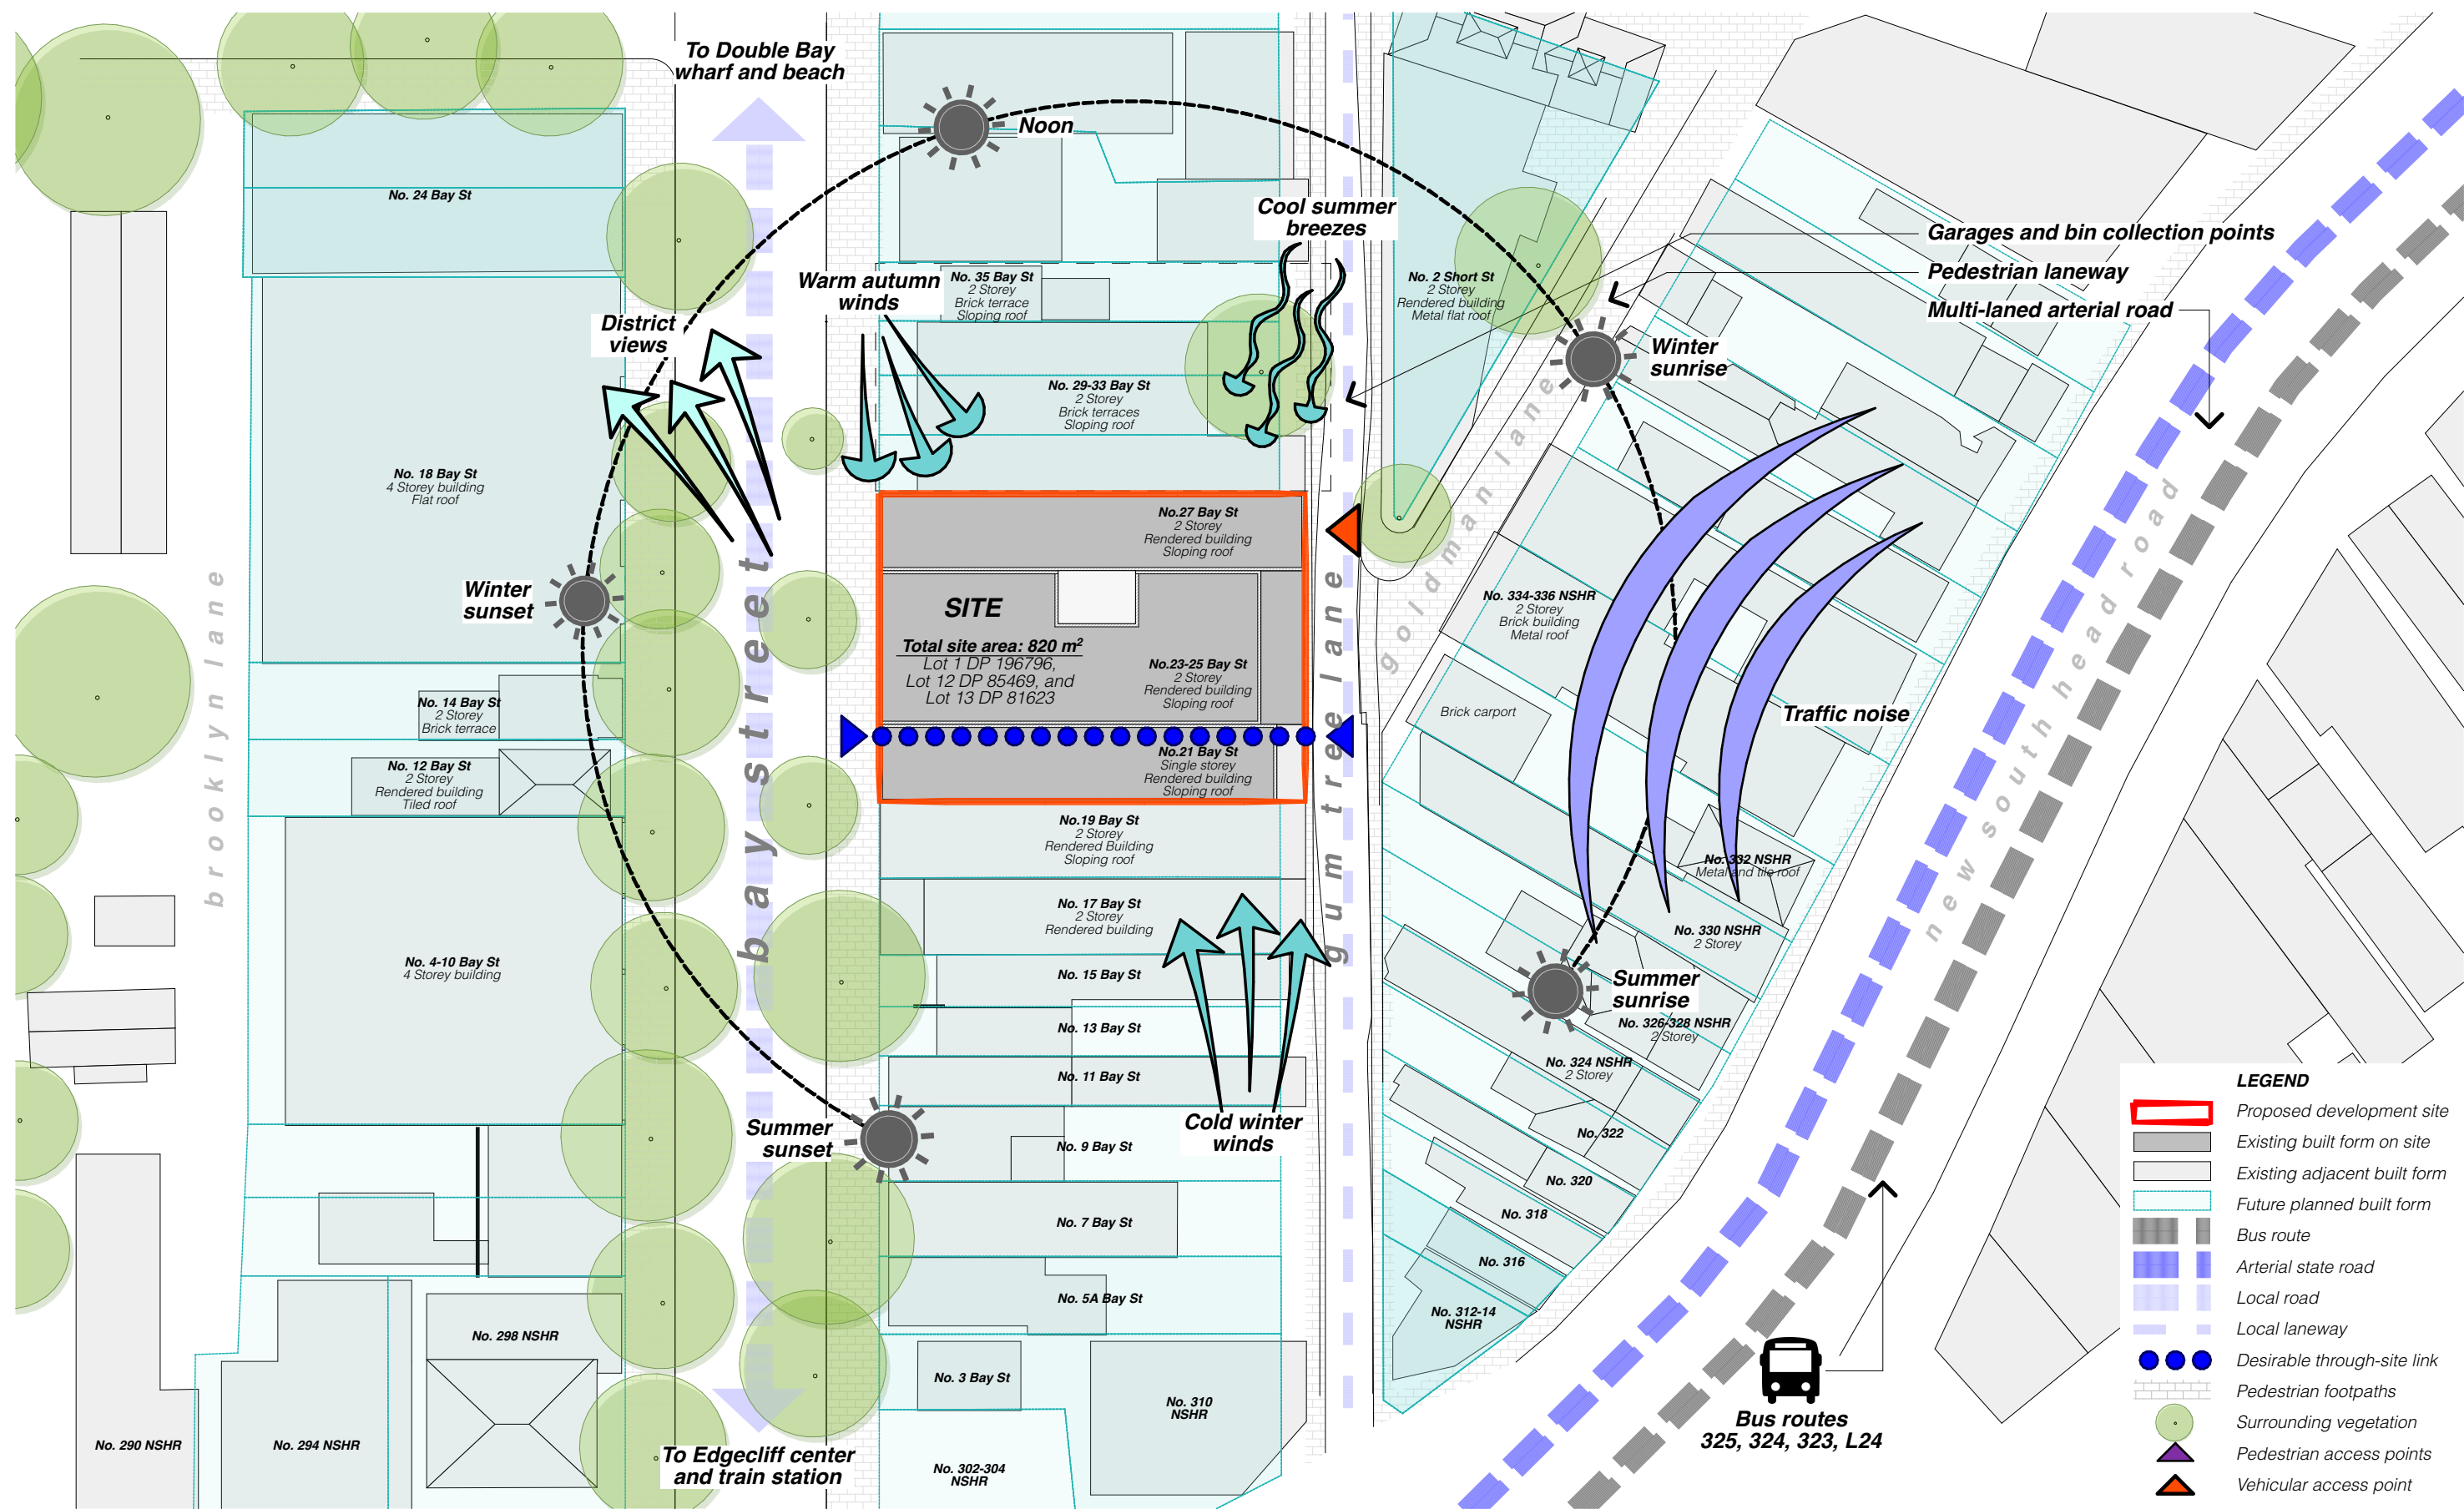 To Double Bay
wharf and beach
Noon
No. 24 Bay St
Cool summer
breezes
Garages and bin collection points
Pedestrian laneway
Multi-laned arterial road
Warm autumn
winds
No. 35 Bay St
2 Storey
Brick terrace
Sloping roof
No. 2 Short St
2 Storey
Rendered building
Metal flat roof
District
views
Winter
sunrise
No. 29-33 Bay St
2 Storey
Brick terraces
Sloping roof
No. 18 Bay St
4 Storey building
Flat roof
No.27 Bay St
2 Storey
Rendered building
Sloping roof
Winter
sunset
SITE
Total site area: 820 m²
Lot 1 DP 196796,
Lot 12 DP 85469, and
Lot 13 DP 81623
No.23-25 Bay St
2 Storey
Rendered building
Sloping roof
No. 334-336 NSHR
2 Storey
Brick building
Metal roof
brooklyn lane
bay street
gum tree lane
goldman lane
new south head road
No. 14 Bay St
2 Storey
Brick terrace
Brick carport
Traffic noise
No.21 Bay St
Single storey
Rendered building
Sloping roof
No. 12 Bay St
2 Storey
Rendered building
Tiled roof
No.19 Bay St
2 Storey
Rendered Building
Sloping roof
No. 332 NSHR
Metal and tile roof
No. 17 Bay St
2 Storey
Rendered building
No. 330 NSHR
2 Storey
No. 4-10 Bay St
4 Storey building
No. 15 Bay St
Summer
sunrise
No. 13 Bay St
No. 326-328 NSHR
2 Storey
No. 324 NSHR
2 Storey
No. 11 Bay St
Summer
sunset
Cold winter
winds
No. 9 Bay St
No. 322
No. 320
No. 7 Bay St
No. 318
No. 316
No. 5A Bay St
No. 312-14
NSHR
No. 298 NSHR
No. 3 Bay St
No. 310
NSHR
Bus routes
325, 324, 323, L24
No. 290 NSHR
No. 294 NSHR
To Edgecliff center
and train station
No. 302-304
NSHR
LEGEND
Proposed development site
Existing built form on site
Existing adjacent built form
Future planned built form
Bus route
Arterial state road
Local road
Local laneway
Desirable through-site link
Pedestrian footpaths
Surrounding vegetation
Pedestrian access points
Vehicular access point